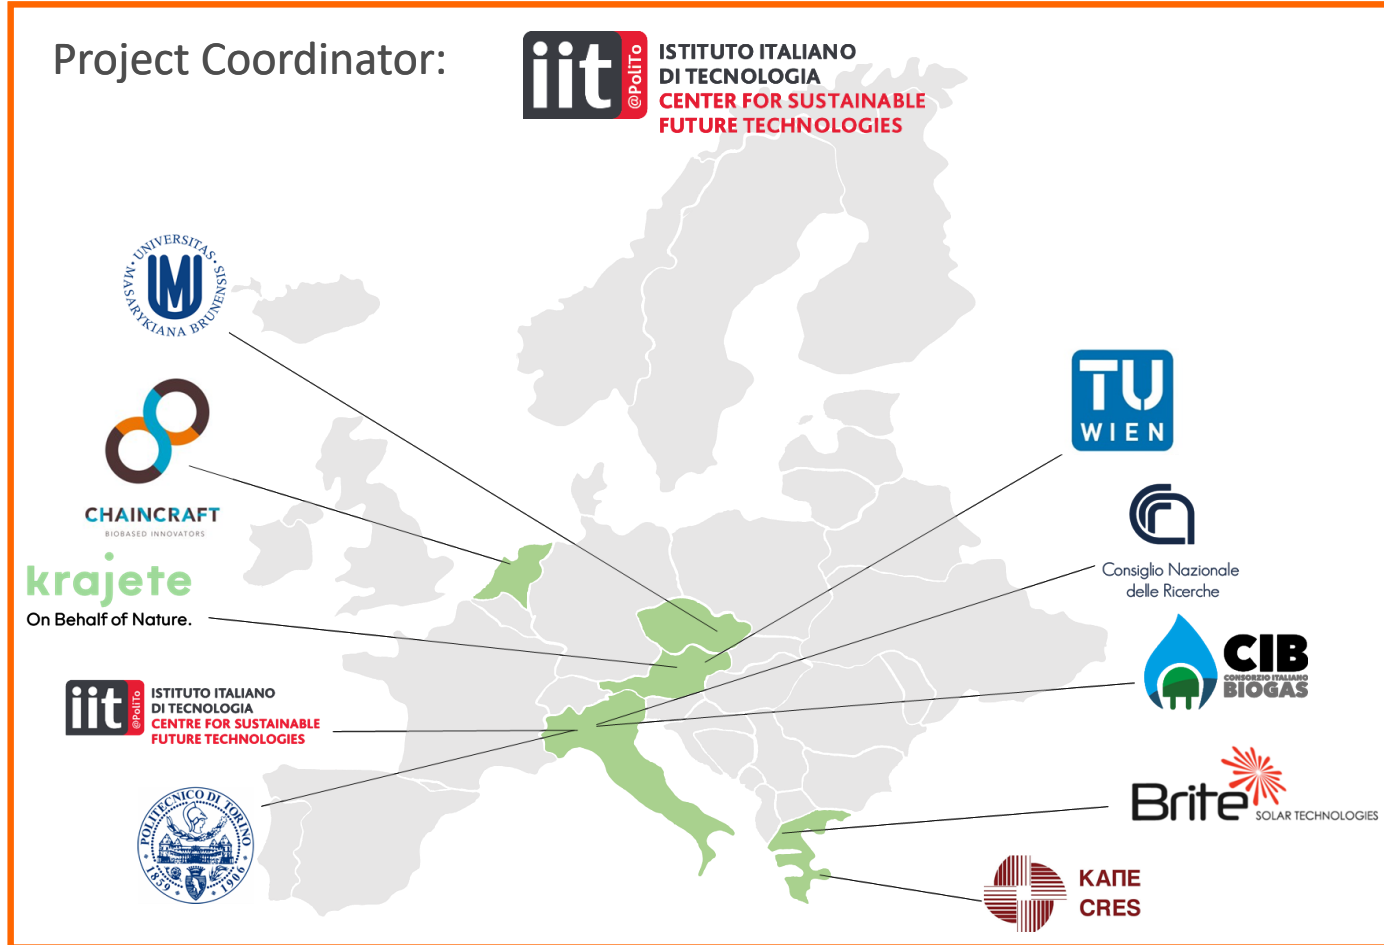 Project Coordinator:
iit
@PoliTo
ISTITUTO ITALIANO
DI TECNOLOGIA
CENTER FOR SUSTAINABLE
FUTURE TECHNOLOGIES
UNIVERSITAS · MASARYKIANA BRUNENSIS ·
MU
CHAINCRAFT
BIOBASED INNOVATORS
krajete
On Behalf of Nature.
iit
@PoliTo
ISTITUTO ITALIANO
DI TECNOLOGIA
CENTRE FOR SUSTAINABLE
FUTURE TECHNOLOGIES
POLITECNICO DI TORINO
1859 1906
TU
WIEN
Consiglio Nazionale
delle Ricerche
CIB
CONSORZIO ITALIANO
BIOGAS
Brite
SOLAR TECHNOLOGIES
ΚΑΠΕ
CRES